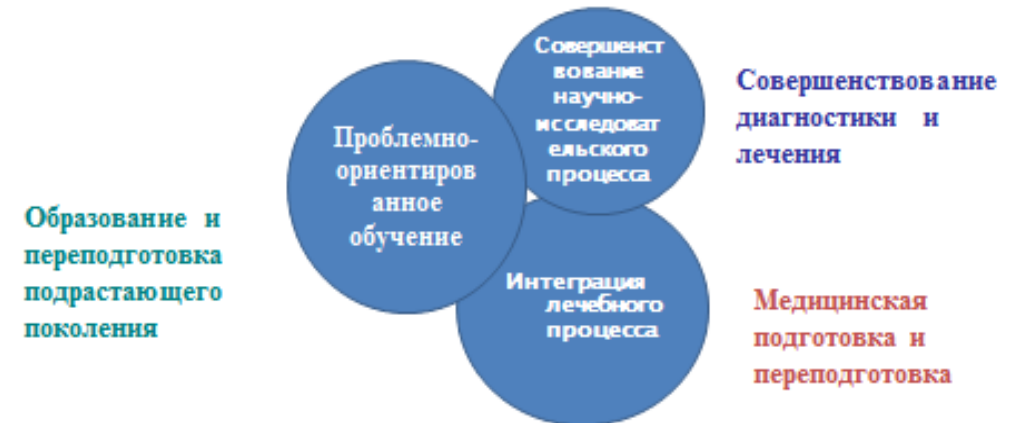 Совершенст
вование
научно-
исследоват
ельского
процесса
Проблемно-
ориентиров
анное
обучение
Совершенствование
диагностики и
лечения
Образование и
переподготовка
подрастающего
поколения
Интеграция
лечебного
процесса
Медицинская
подготовка и
переподготовка